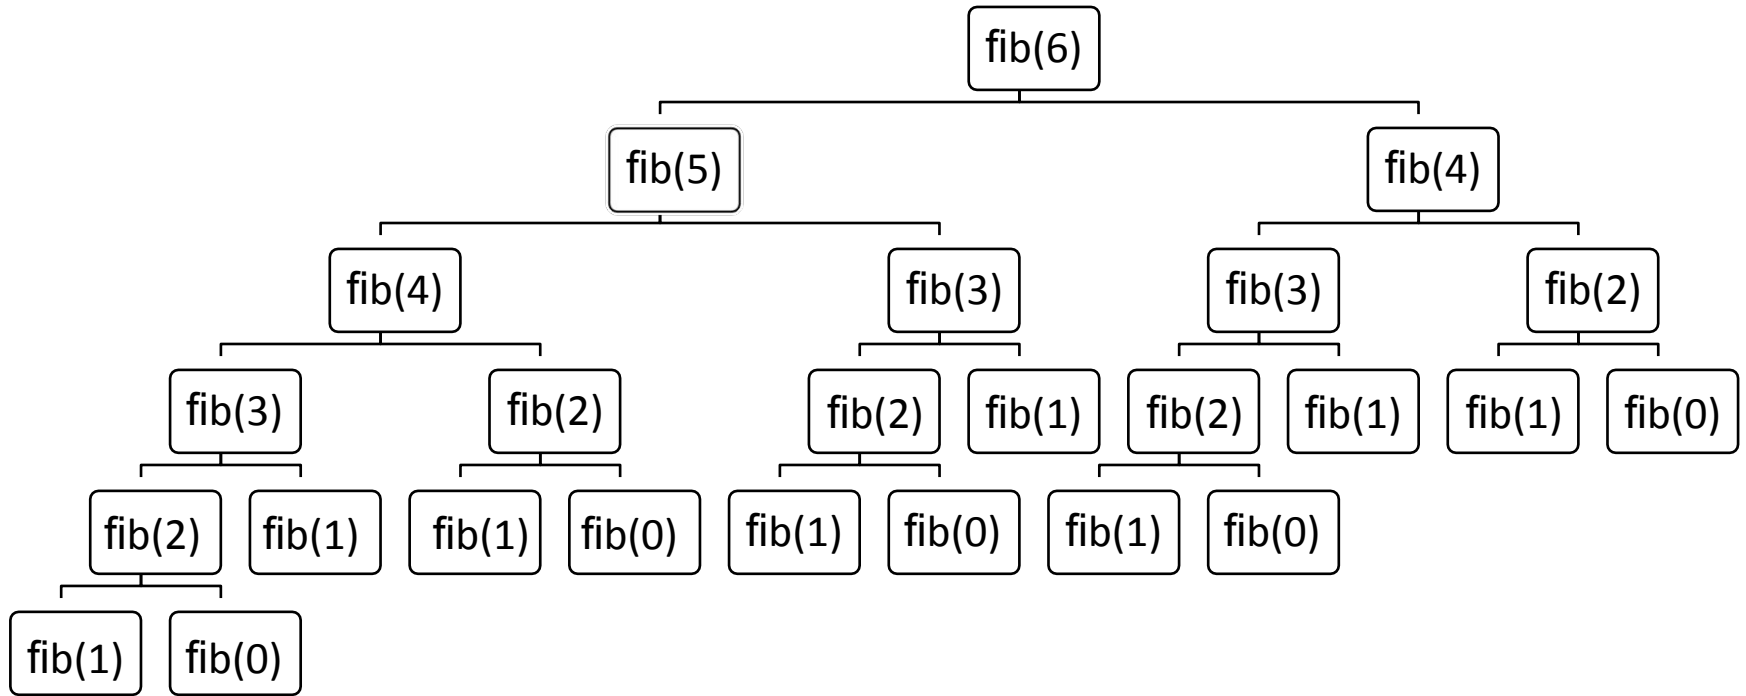 fib(6)
fib(5) fib(4)
fib(4) fib(3) fib(3) fib(2)
fib(3) fib(2) fib(2) fib(1) fib(2) fib(1) fib(1) fib(0)
fib(2) fib(1) fib(1) fib(0) fib(1) fib(0) fib(1) fib(0)
fib(1) fib(0)